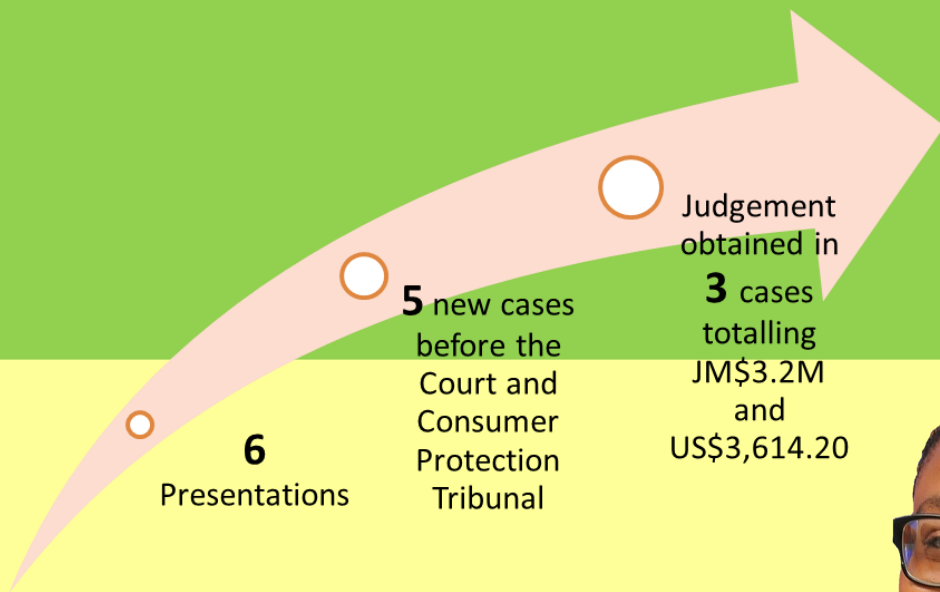 6
Presentations
5 new cases
before the
Court and
Consumer
Protection
Tribunal
Judgement
obtained in
3 cases
totalling
JM$3.2M
and
US$3,614.20